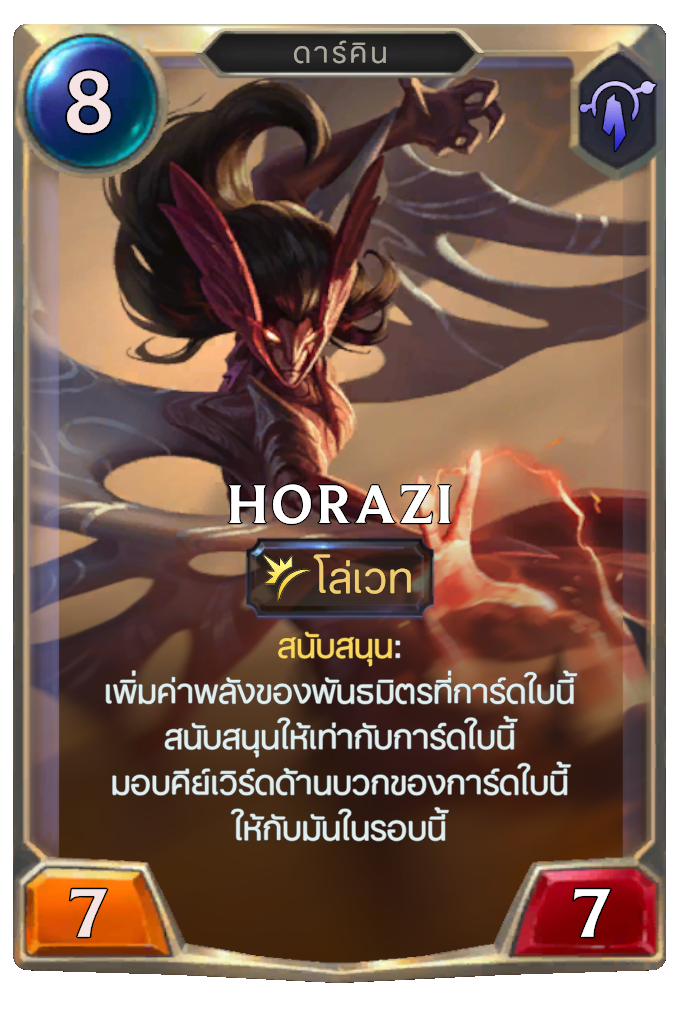 ดาร์คิน
8
HORAZI
โล่เวท
สนับสนุน:
เพิ่มค่าพลังของพันธมิตรที่การ์ดใบนี้
สนับสนุนให้เท่ากับการ์ดใบนี้
มอบคีย์เวิร์ดด้านบวกของการ์ดใบนี้
ให้กับมันในรอบนี้
7
7